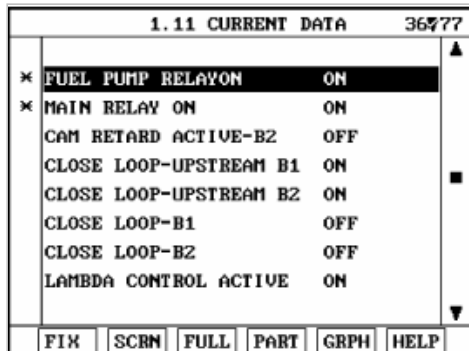 1.11 CURRENT DATA 36▼77
* FUEL PUMP RELAYON ON
* MAIN RELAY ON ON
CAM RETARD ACTIVE-B2 OFF
CLOSE LOOP-UPSTREAM B1 ON
CLOSE LOOP-UPSTREAM B2 ON
CLOSE LOOP-B1 OFF
CLOSE LOOP-B2 OFF
LAMBDA CONTROL ACTIVE ON
FIX SCRN FULL PART GRPH HELP